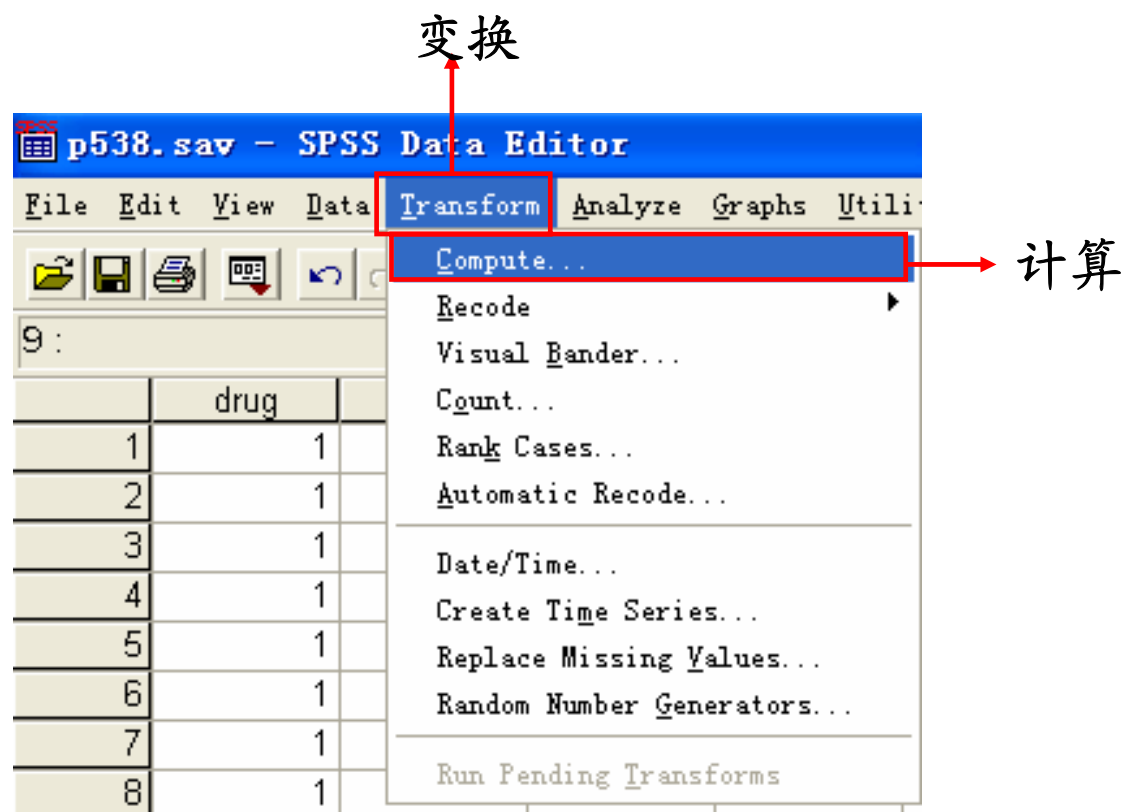 变换
SPSS
p538.sav - SPSS Data Editor
File Edit View Data Transform Analyze Graphs Utili
Compute...
计算
Recode
9 :
Visual Bander...
drug
Count...
1 1
Rank Cases...
2 1
Automatic Recode...
3 1
Date/Time...
4 1
Create Time Series...
5 1
Replace Missing Values...
6 1
Random Number Generators...
7 1
Run Pending Transforms
8 1